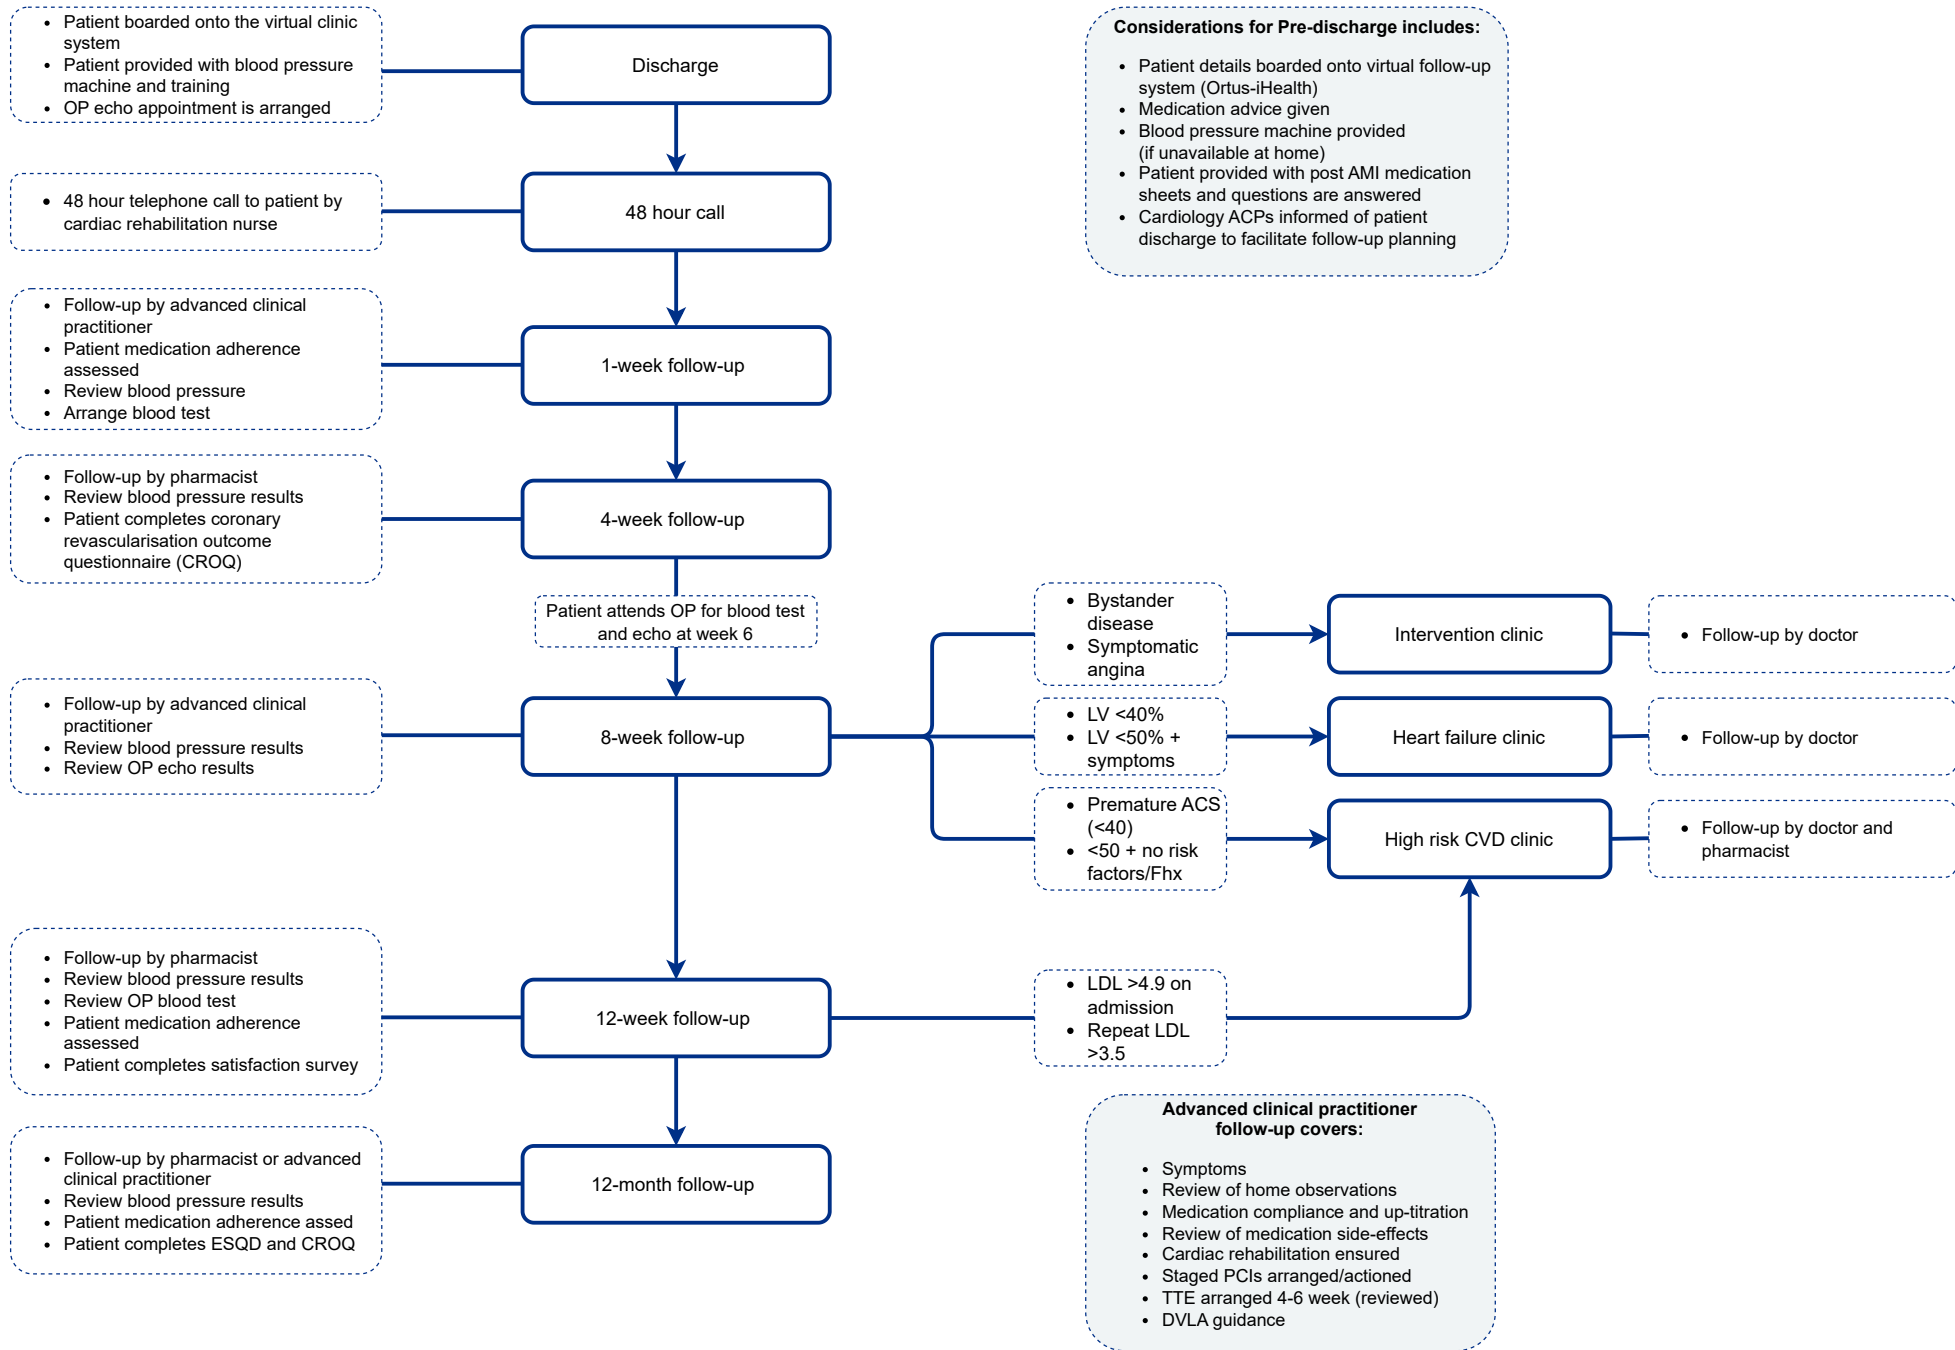 Patient boarded onto the virtual clinic
system
Patient provided with blood pressure
machine and training
OP echo appointment is arranged
Discharge
Considerations for Pre-discharge includes:
Patient details boarded onto virtual follow-up
system (Ortus-iHealth)
Medication advice given
Blood pressure machine provided
(if unavailable at home)
Patient provided with post AMI medication
sheets and questions are answered
Cardiology ACPs informed of patient
discharge to facilitate follow-up planning
48 hour telephone call to patient by
cardiac rehabilitation nurse
48 hour call
Follow-up by advanced clinical
practitioner
Patient medication adherence
assessed
Review blood pressure
Arrange blood test
1-week follow-up
Follow-up by pharmacist
Review blood pressure results
Patient completes coronary
revascularisation outcome
questionnaire (CROQ)
4-week follow-up
Patient attends OP for blood test
and echo at week 6
Follow-up by advanced clinical
practitioner
Review blood pressure results
Review OP echo results
8-week follow-up
Bystander
disease
Symptomatic
angina
Intervention clinic
Follow-up by doctor
LV <40%
LV <50% +
symptoms
Heart failure clinic
Follow-up by doctor
Premature ACS
(<40)
<50 + no risk
factors/Fhx
High risk CVD clinic
Follow-up by doctor and
pharmacist
Follow-up by pharmacist
Review blood pressure results
Review OP blood test
Patient medication adherence
assessed
Patient completes satisfaction survey
12-week follow-up
LDL >4.9 on
admission
Repeat LDL
>3.5
Follow-up by pharmacist or advanced
clinical practitioner
Review blood pressure results
Patient medication adherence assed
Patient completes ESQD and CROQ
12-month follow-up
Advanced clinical practitioner
follow-up covers:
Symptoms
Review of home observations
Medication compliance and up-titration
Review of medication side-effects
Cardiac rehabilitation ensured
Staged PCIs arranged/actioned
TTE arranged 4-6 week (reviewed)
DVLA guidance